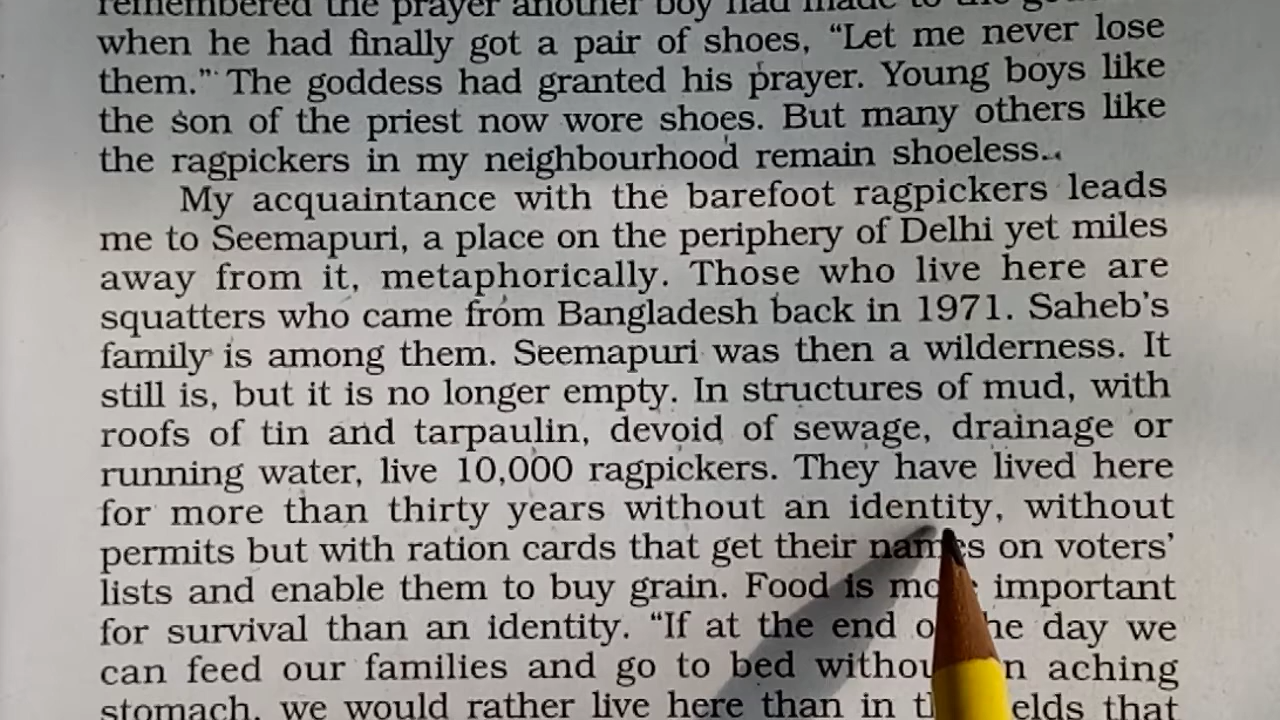 remembered the prayer another boy had made to the
when he had finally got a pair of shoes, “Let me never lose
them.” The goddess had granted his prayer. Young boys like
the son of the priest now wore shoes. But many others like
the ragpickers in my neighbourhood remain shoeless.
My acquaintance with the barefoot ragpickers leads
me to Seemapuri, a place on the periphery of Delhi yet miles
away from it, metaphorically. Those who live here are
squatters who came from Bangladesh back in 1971. Saheb’s
family is among them. Seemapuri was then a wilderness. It
still is, but it is no longer empty. In structures of mud, with
roofs of tin and tarpaulin, devoid of sewage, drainage or
running water, live 10,000 ragpickers. They have lived here
for more than thirty years without an identity, without
permits but with ration cards that get their names on voters’
lists and enable them to buy grain. Food is important
for survival than an identity. “If at the end day we
can feed our families and go to bed aching
stomach, we would rather live here than in that